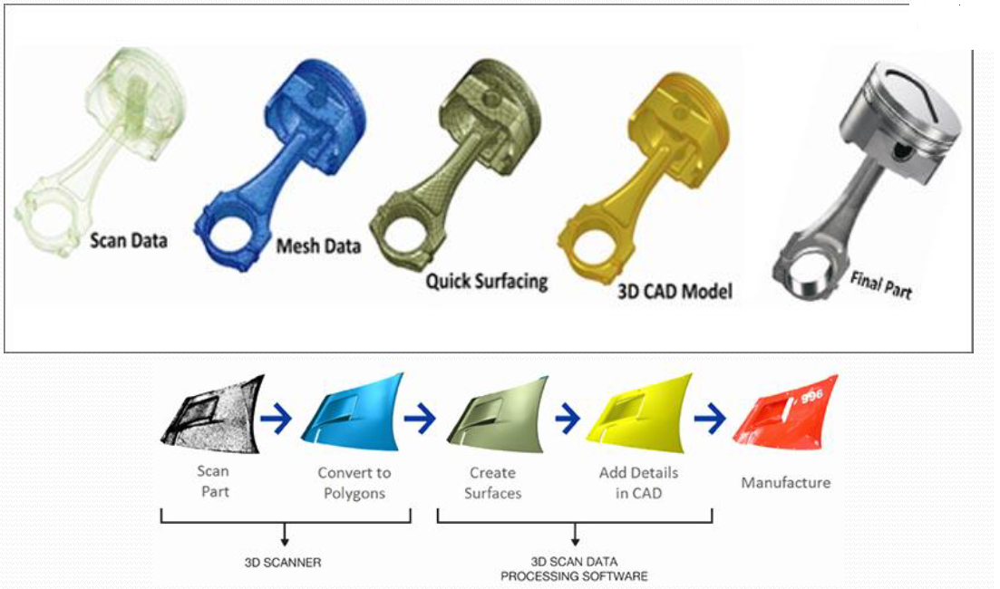 Scan Data
Mesh Data
Quick Surfacing
3D CAD Model
Final Part
996
Scan
Part
Convert to
Polygons
Create
Surfaces
Add Details
in CAD
Manufacture
3D SCANNER
3D SCAN DATA
PROCESSING SOFTWARE